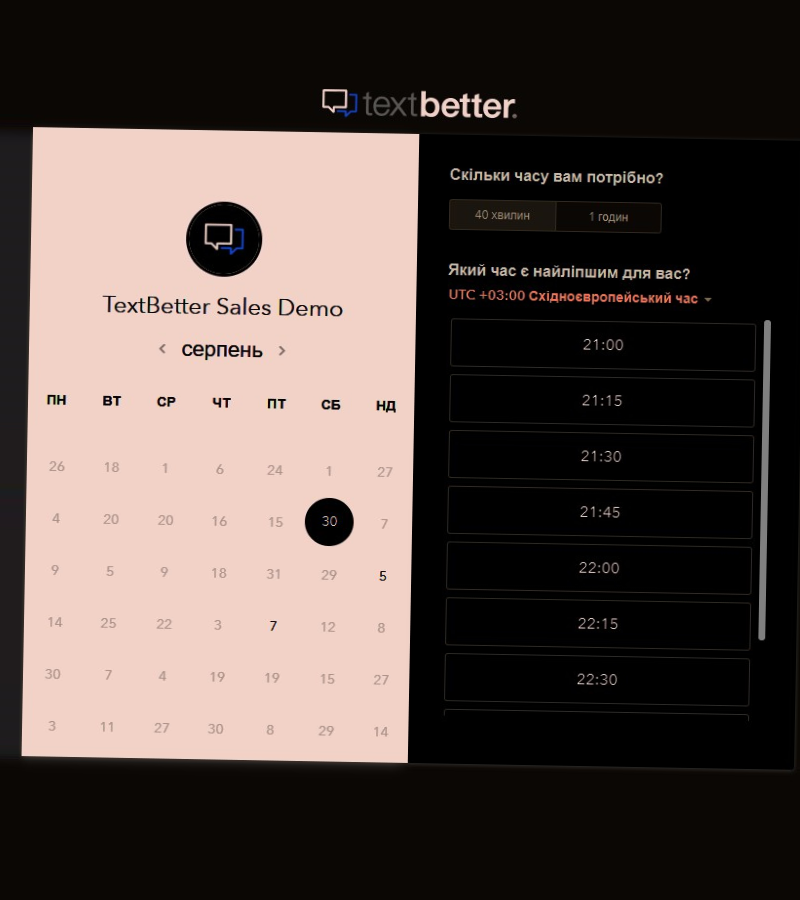 textbetter.
TextBetter Sales Demo
серпень
ПН ВТ СР ЧТ ПТ СБ НД
26 18 1 6 24 1 27
4 20 20 16 15 30 7
9 5 9 18 31 29 5
14 25 22 3 7 12 8
30 7 4 19 19 15 27
3 11 27 30 8 29 14
Скільки часу вам потрібно?
40 хвилин 1 годин
Який час є найліпшим для вас?
UTC +03:00 Східноєвропейський час
21:00
21:15
21:30
21:45
22:00
22:15
22:30